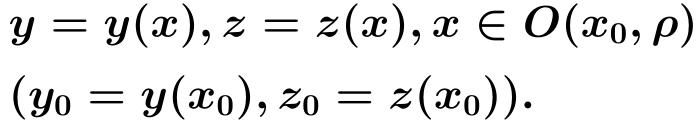 y = y(x), z = z(x), x ∈ O(x₀, ρ)
(y₀ = y(x₀), z₀ = z(x₀)).